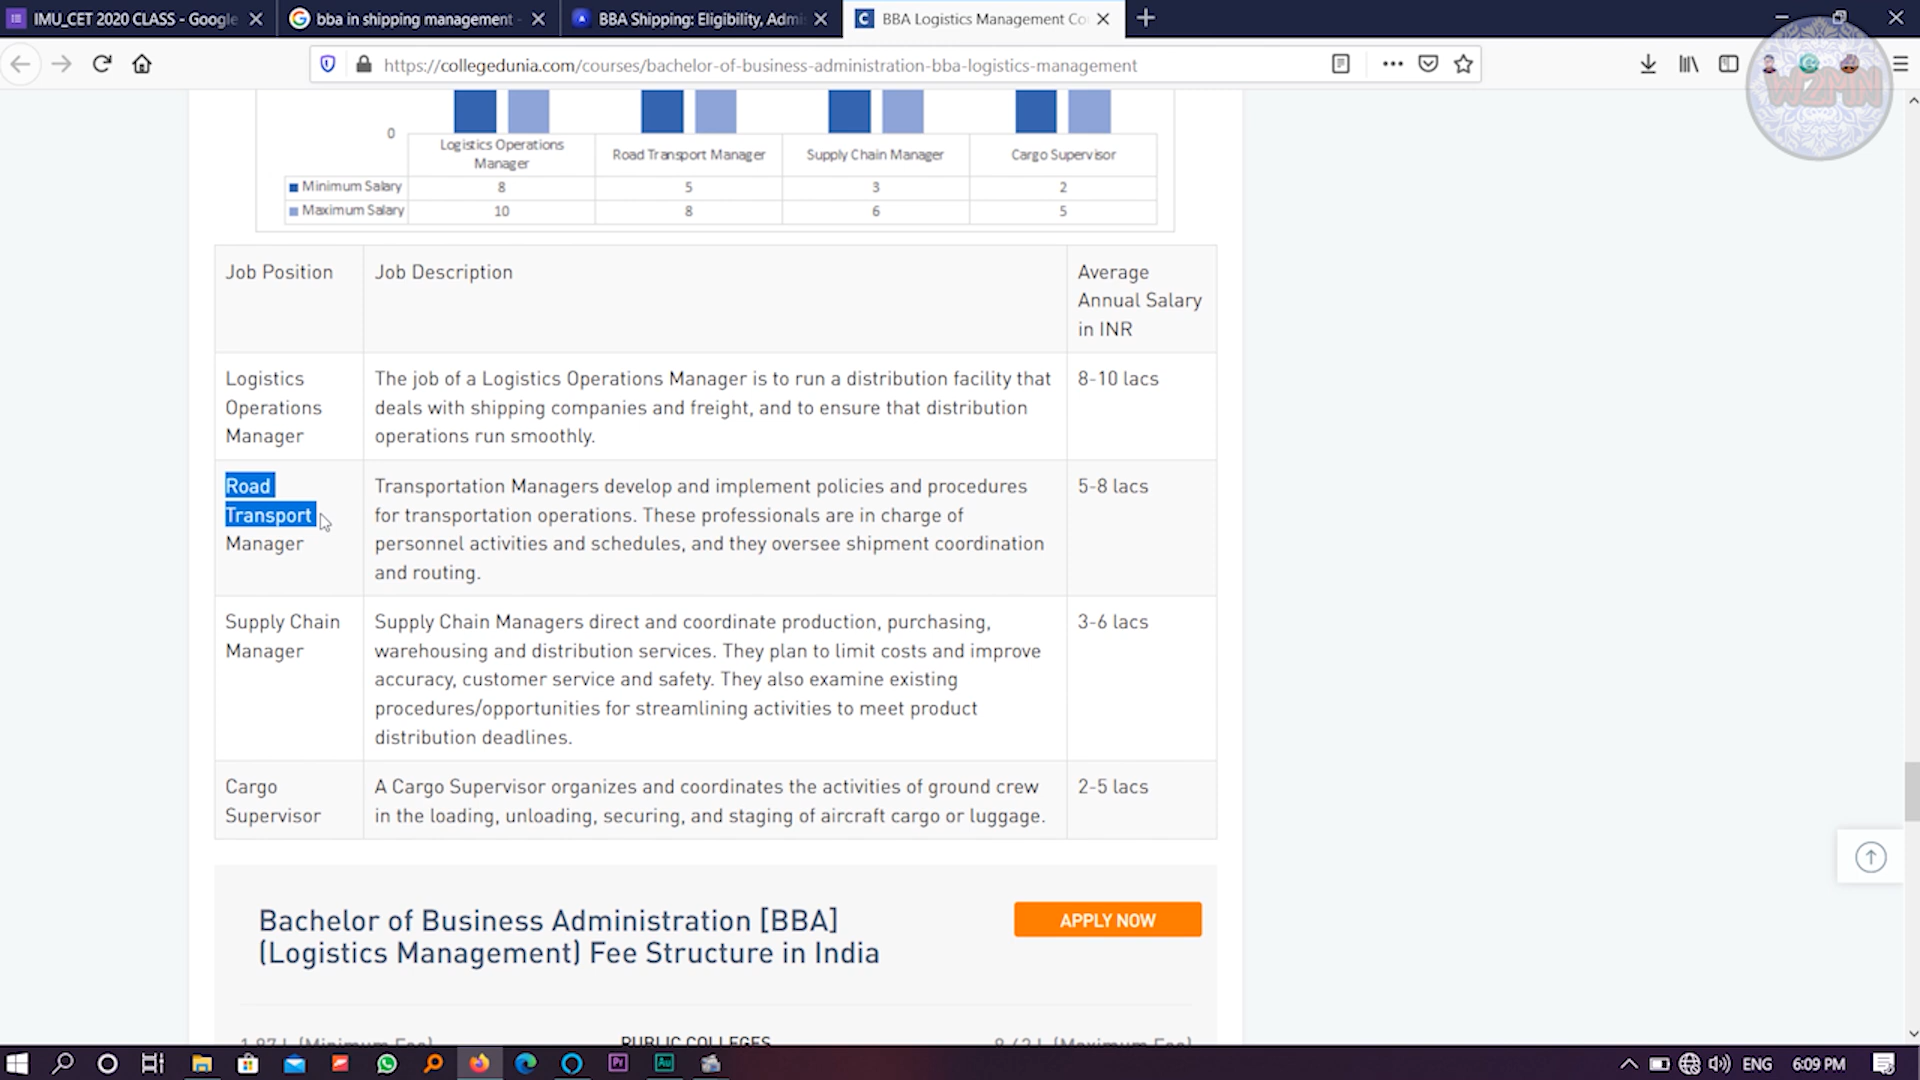 IMU_CET 2020 CLASS - Google
bba in shipping management -
BBA Shipping: Eligibility, Admi
BBA Logistics Management Co
https://collegedunia.com/courses/bachelor-of-business-administration-bba-logistics-management
WZMN
0
Logistics Operations Manager
Road Transport Manager
Supply Chain Manager
Cargo Supervisor
Minimum Salary 8 5 3 2
Maximum Salary 10 8 6 5
Job Position
Job Description
Average
Annual Salary
in INR
Logistics
Operations
Manager
The job of a Logistics Operations Manager is to run a distribution facility that
deals with shipping companies and freight, and to ensure that distribution
operations run smoothly.
8-10 lacs
Road
Transport
Manager
Transportation Managers develop and implement policies and procedures
for transportation operations. These professionals are in charge of
personnel activities and schedules, and they oversee shipment coordination
and routing.
5-8 lacs
Supply Chain
Manager
Supply Chain Managers direct and coordinate production, purchasing,
warehousing and distribution services. They plan to limit costs and improve
accuracy, customer service and safety. They also examine existing
procedures/opportunities for streamlining activities to meet product
distribution deadlines.
3-6 lacs
Cargo
Supervisor
A Cargo Supervisor organizes and coordinates the activities of ground crew
in the loading, unloading, securing, and staging of aircraft cargo or luggage.
2-5 lacs
Bachelor of Business Administration [BBA]
(Logistics Management) Fee Structure in India
APPLY NOW
1.87 L (Minimum Fee)
PUBLIC COLLEGES
(Maximum Fee)
Pr
Au
ENG
6:09 PM